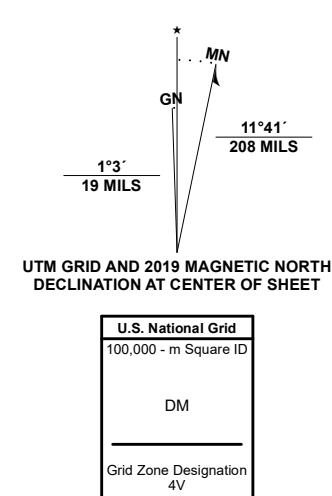 MN
GN
11°41´
208 MILS
1°3´
19 MILS
UTM GRID AND 2019 MAGNETIC NORTH
DECLINATION AT CENTER OF SHEET
U.S. National Grid
100,000 - m Square ID
DM
Grid Zone Designation
4V